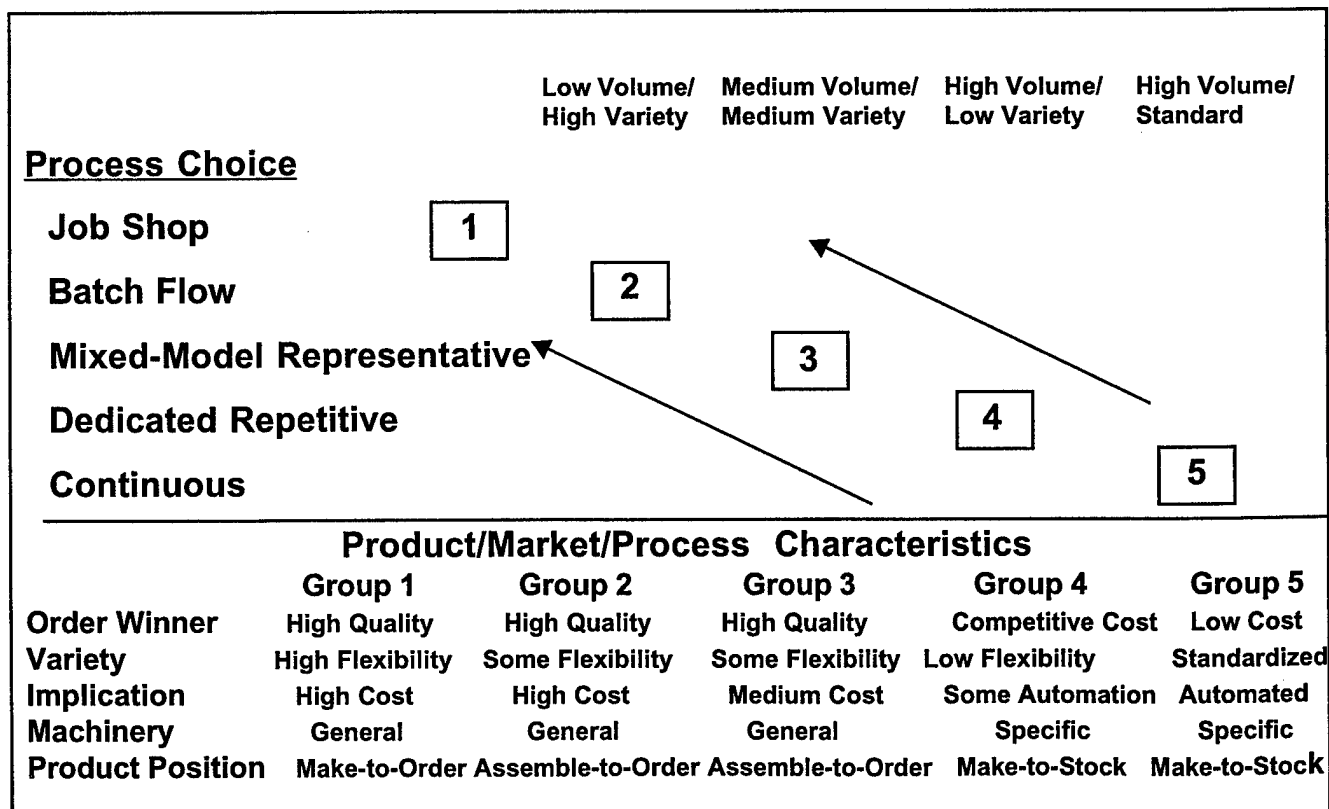 Low Volume/ Medium Volume/ High Volume/ High Volume/
High Variety Medium Variety Low Variety Standard
Process Choice
Job Shop 1
Batch Flow 2
Mixed-Model Representative 3
Dedicated Repetitive 4
Continuous 5
Product/Market/Process Characteristics
Group 1 Group 2 Group 3 Group 4 Group 5
Order Winner High Quality High Quality High Quality Competitive Cost Low Cost
Variety High Flexibility Some Flexibility Some Flexibility Low Flexibility Standardized
Implication High Cost High Cost Medium Cost Some Automation Automated
Machinery General General General Specific Specific
Product Position Make-to-Order Assemble-to-Order Assemble-to-Order Make-to-Stock Make-to-Stock